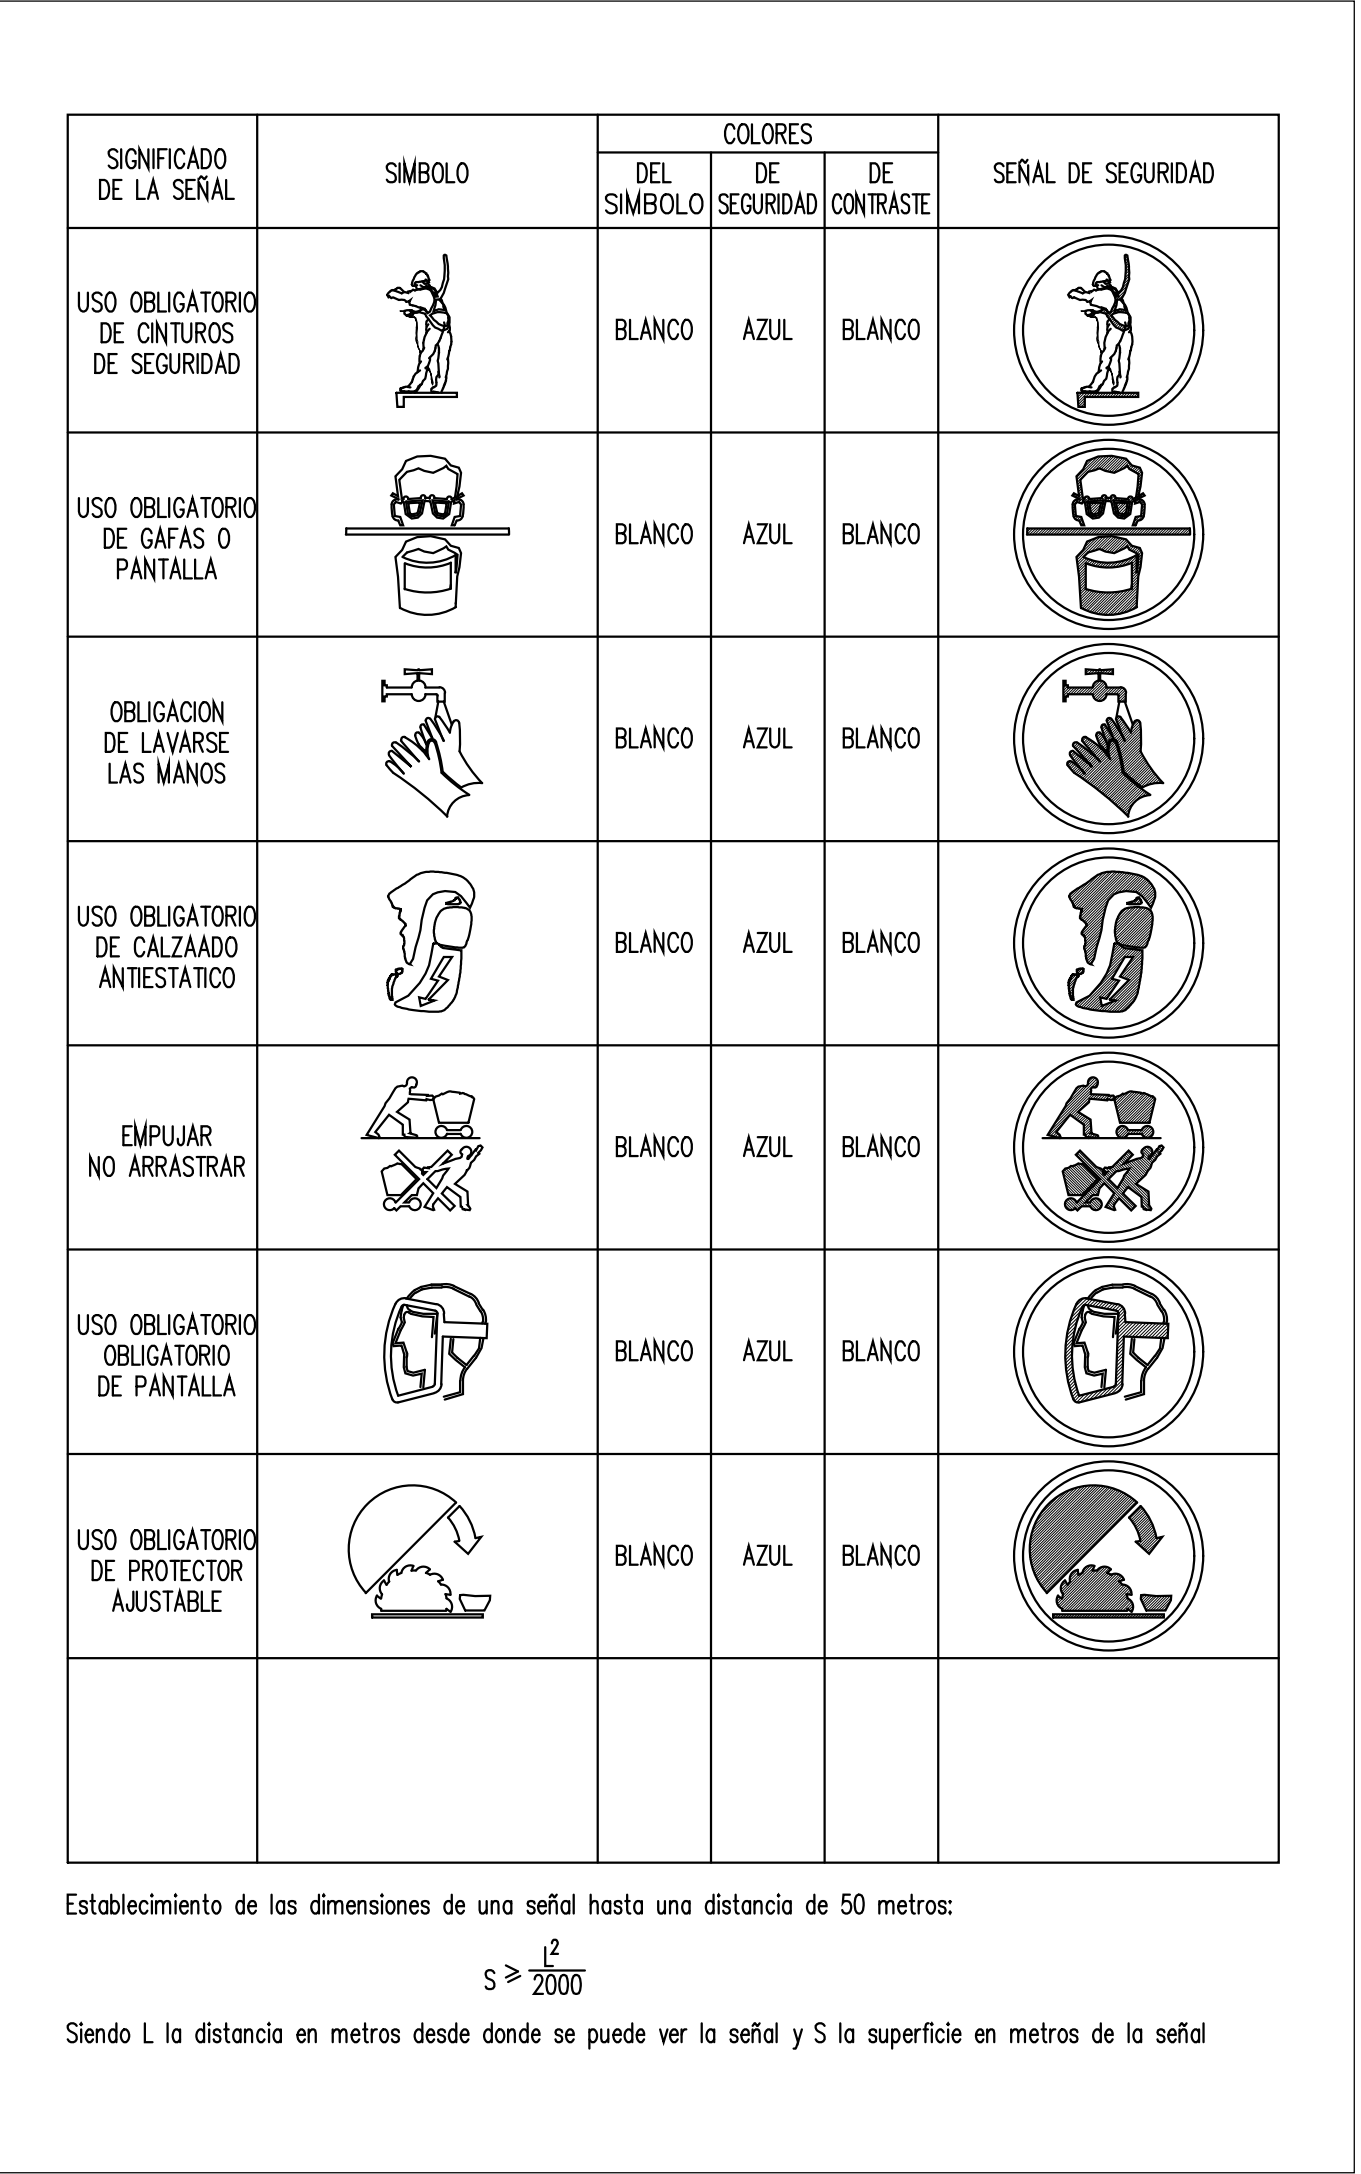 SIGNIFICADO
DE LA SEÑAL
SIMBOLO
COLORES
DEL
SIMBOLO
DE
SEGURIDAD
DE
CONTRASTE
SEÑAL DE SEGURIDAD
USO OBLIGATORIO
DE CINTUROS
DE SEGURIDAD
BLANCO
AZUL
BLANCO
USO OBLIGATORIO
DE GAFAS O
PANTALLA
BLANCO
AZUL
BLANCO
OBLIGACION
DE LAVARSE
LAS MANOS
BLANCO
AZUL
BLANCO
USO OBLIGATORIO
DE CALZAADO
ANTIESTATICO
BLANCO
AZUL
BLANCO
EMPUJAR
NO ARRASTRAR
BLANCO
AZUL
BLANCO
USO OBLIGATORIO
OBLIGATORIO
DE PANTALLA
BLANCO
AZUL
BLANCO
USO OBLIGATORIO
DE PROTECTOR
AJUSTABLE
BLANCO
AZUL
BLANCO
Establecimiento de las dimensiones de una señal hasta una distancia de 50 metros:
S ≥ L² / 2000
Siendo L la distancia en metros desde donde se puede ver la señal y S la superficie en metros de la señal